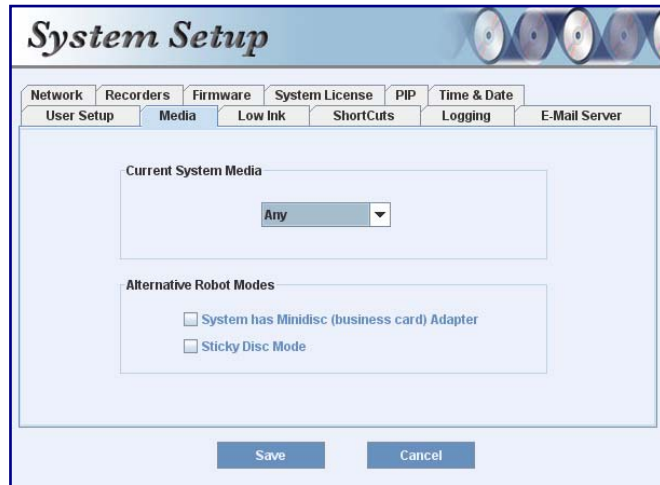 System Setup
Network Recorders Firmware System License PIP Time & Date
User Setup Media Low Ink ShortCuts Logging E-Mail Server
Current System Media
Any
Alternative Robot Modes
System has Minidisc (business card) Adapter
Sticky Disc Mode
Save Cancel